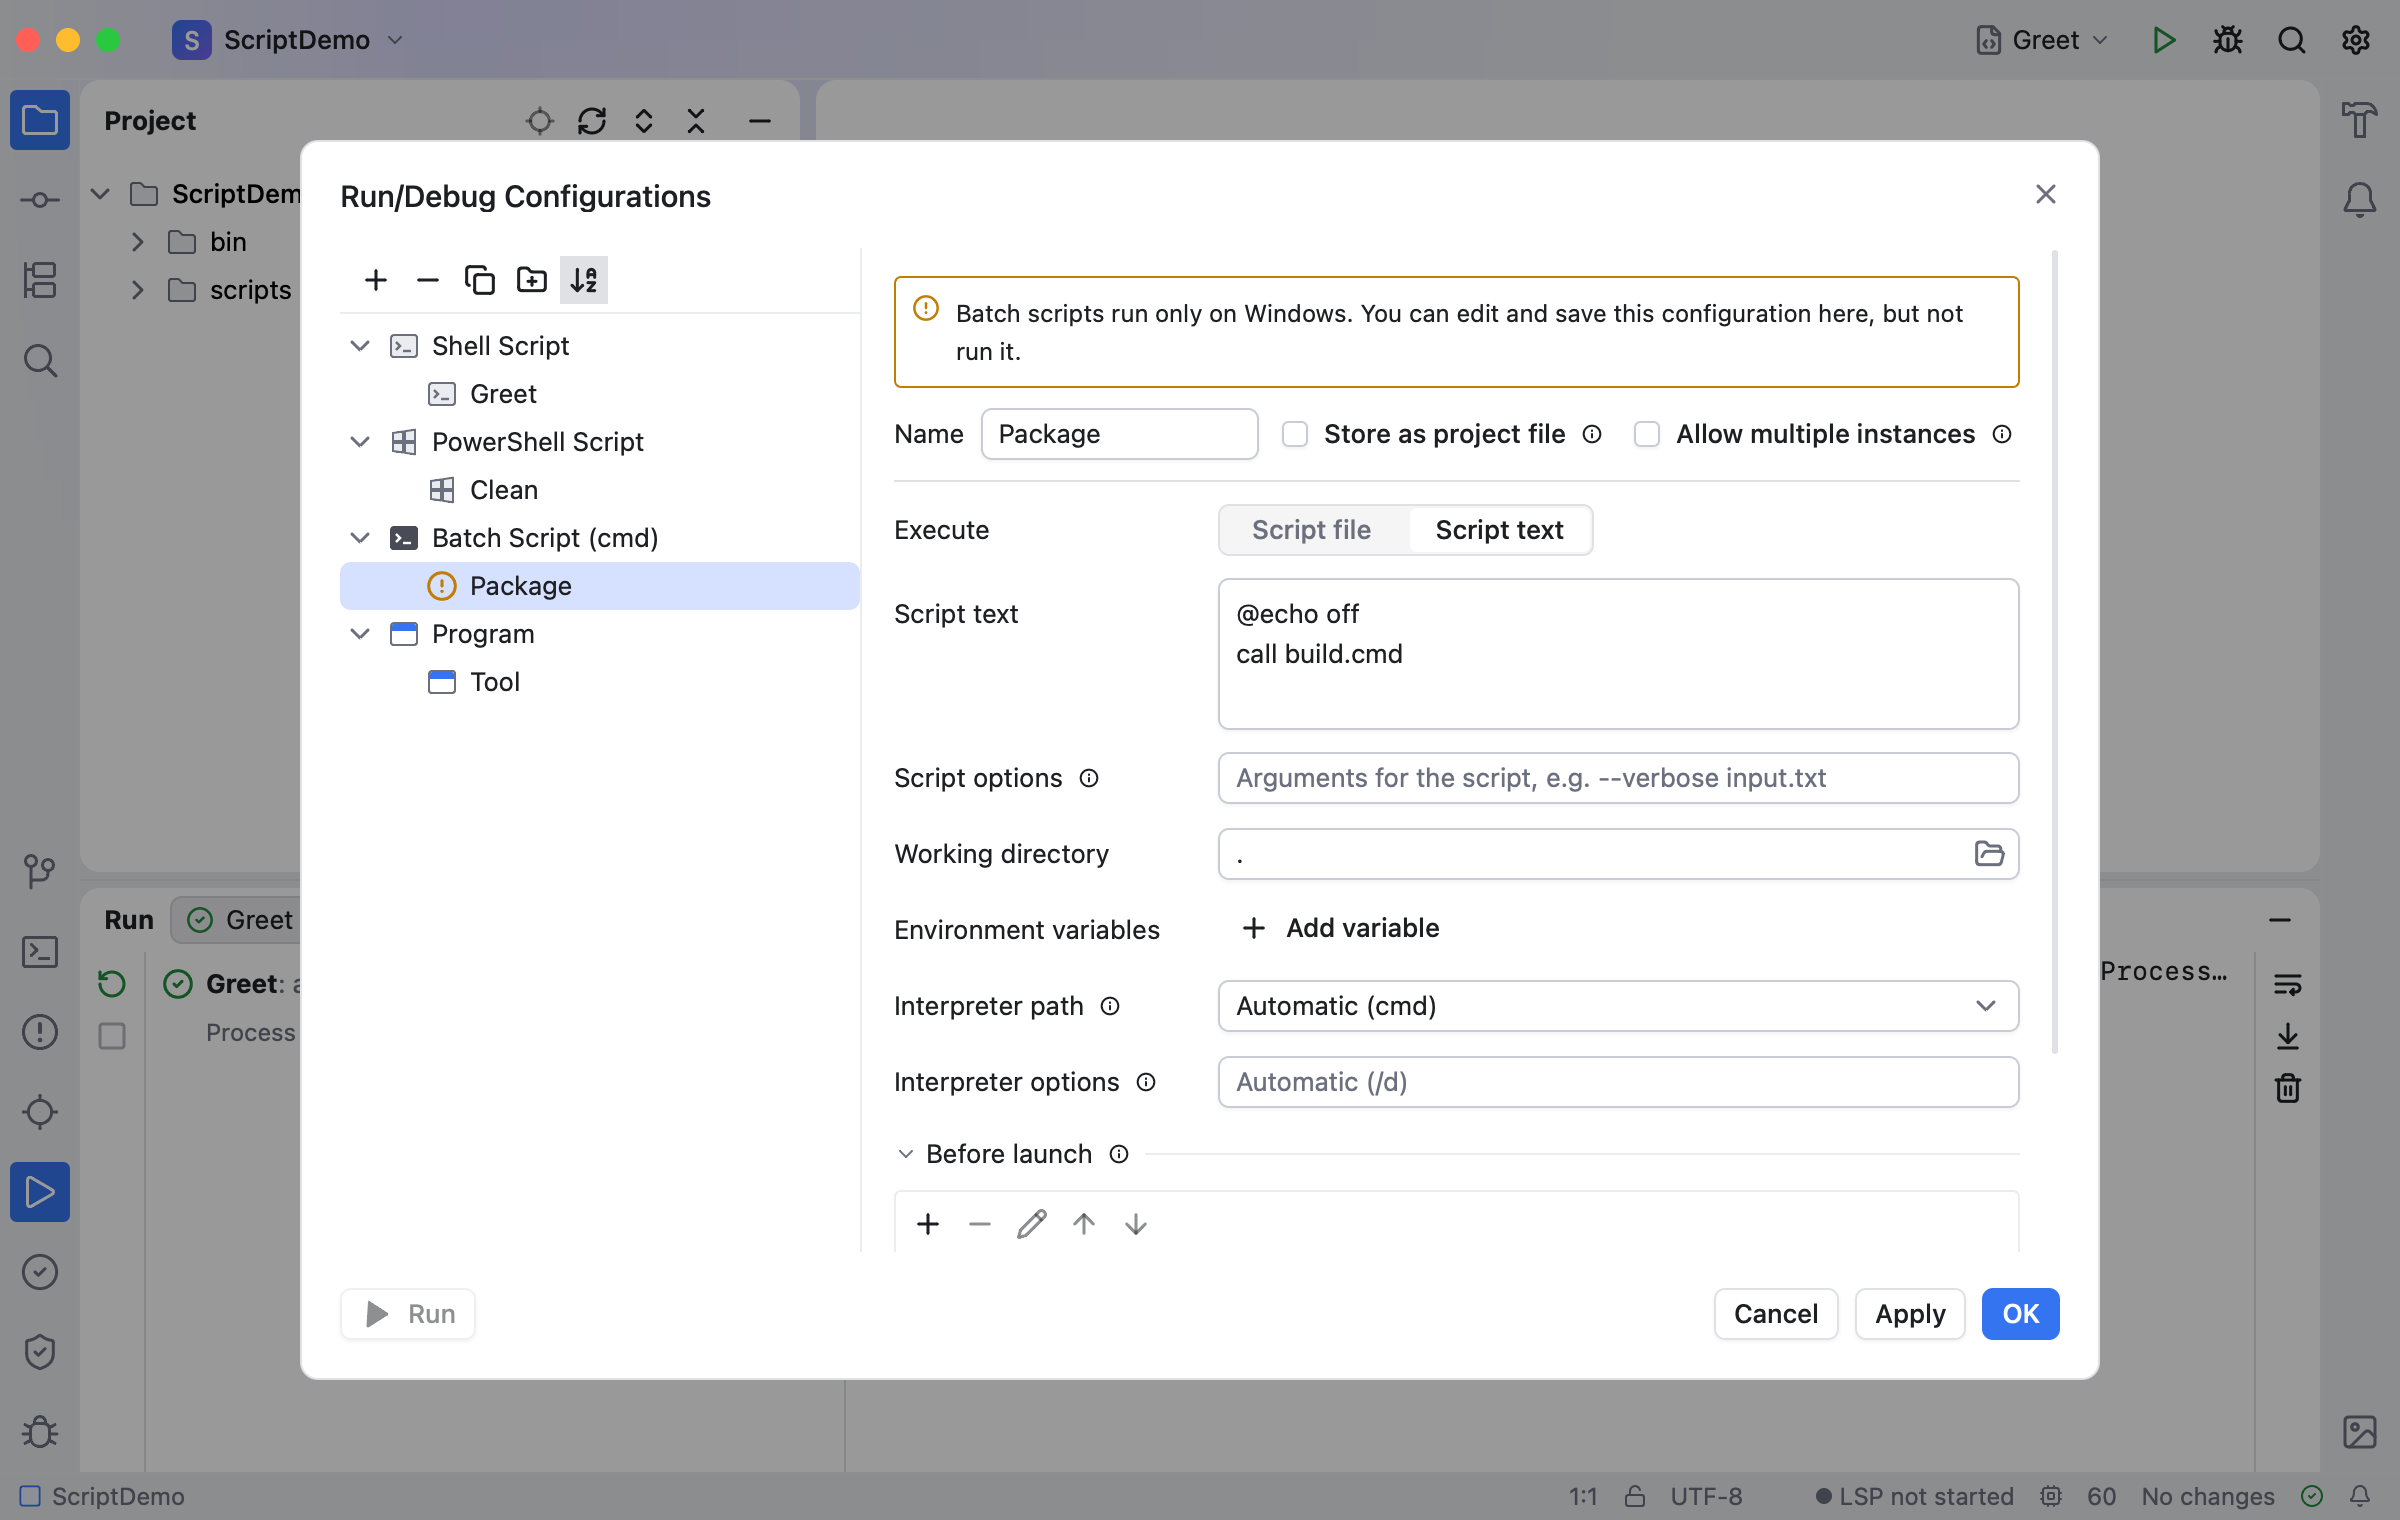 S ScriptDemo
Greet
Project
ScriptDem
bin
scripts
Run/Debug Configurations
Shell Script
Greet
PowerShell Script
Clean
Batch Script (cmd)
Package
Program
Tool
Batch scripts run only on Windows. You can edit and save this configuration here, but not
run it.
Name Package Store as project file Allow multiple instances
Execute Script file Script text
Script text
@echo off
call build.cmd
Script options Arguments for the script, e.g. --verbose input.txt
Working directory .
Environment variables Add variable
Interpreter path Automatic (cmd)
Interpreter options Automatic (/d)
Before launch
Run Cancel Apply OK
Run Greet
Greet: a
Process
Process…
ScriptDemo 1:1 UTF-8 LSP not started 60 No changes